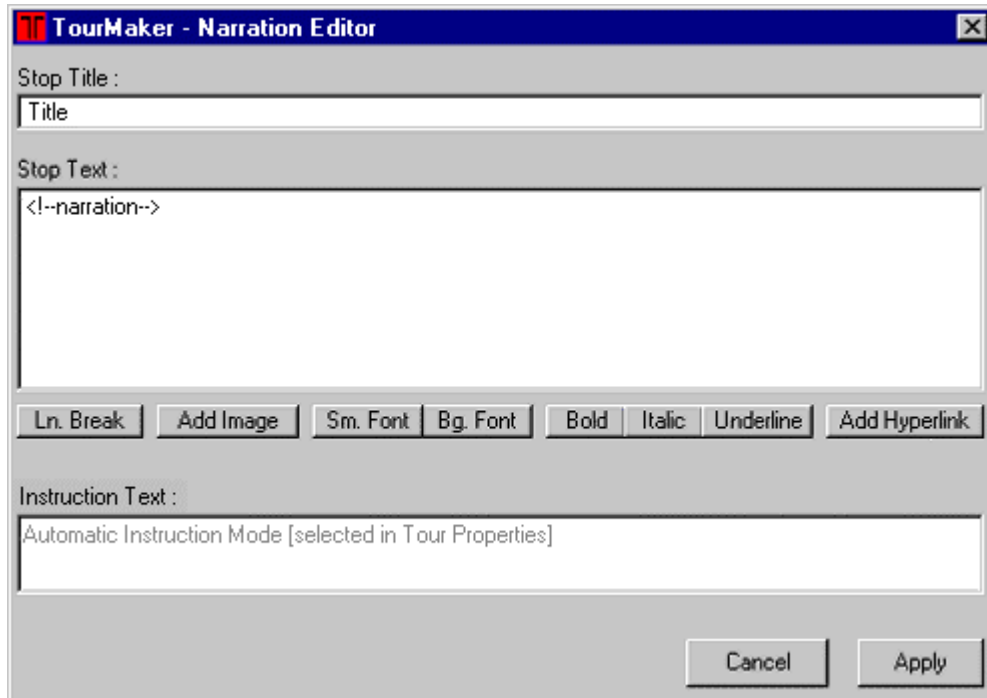 TourMaker - Narration Editor
Stop Title :
Title
Stop Text :
<!--narration-->
Ln. Break Add Image Sm. Font Bg. Font Bold Italic Underline Add Hyperlink
Instruction Text :
Automatic Instruction Mode [selected in Tour Properties]
Cancel Apply